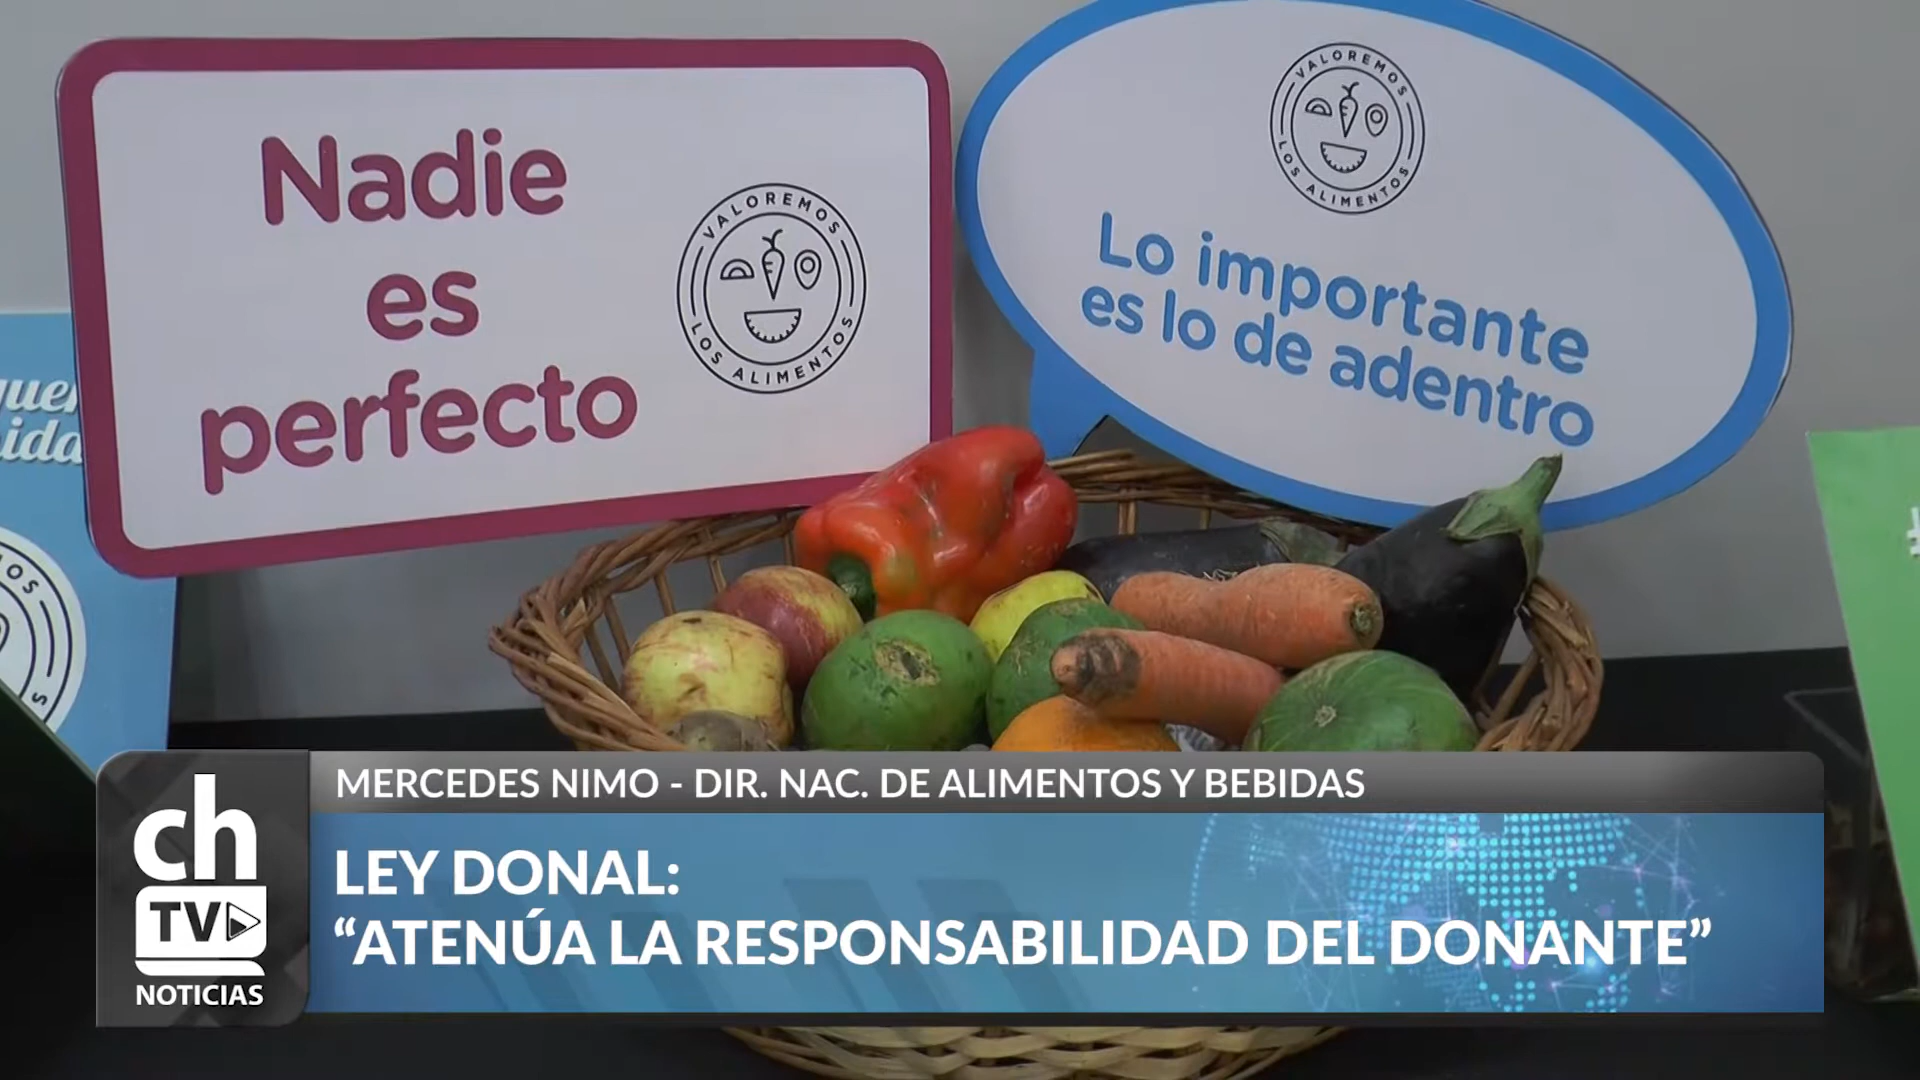 Nadie
es
perfecto
VALOREMOS
LOS ALIMENTOS
VALOREMOS
LOS ALIMENTOS
Lo importante
es lo de adentro
MERCEDES NIMO - DIR. NAC. DE ALIMENTOS Y BEBIDAS
ch
TV
NOTICIAS
LEY DONAL:
“ATENÚA LA RESPONSABILIDAD DEL DONANTE”